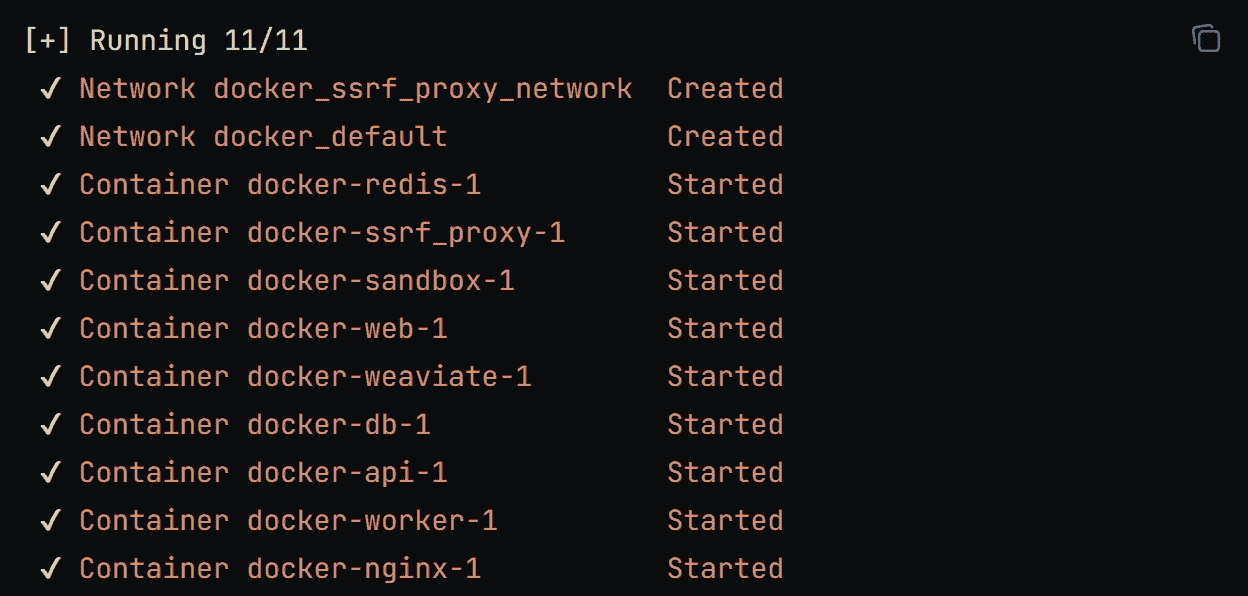 [+] Running 11/11
✓ Network docker_ssrf_proxy_network Created
✓ Network docker_default Created
✓ Container docker-redis-1 Started
✓ Container docker-ssrf_proxy-1 Started
✓ Container docker-sandbox-1 Started
✓ Container docker-web-1 Started
✓ Container docker-weaviate-1 Started
✓ Container docker-db-1 Started
✓ Container docker-api-1 Started
✓ Container docker-worker-1 Started
✓ Container docker-nginx-1 Started